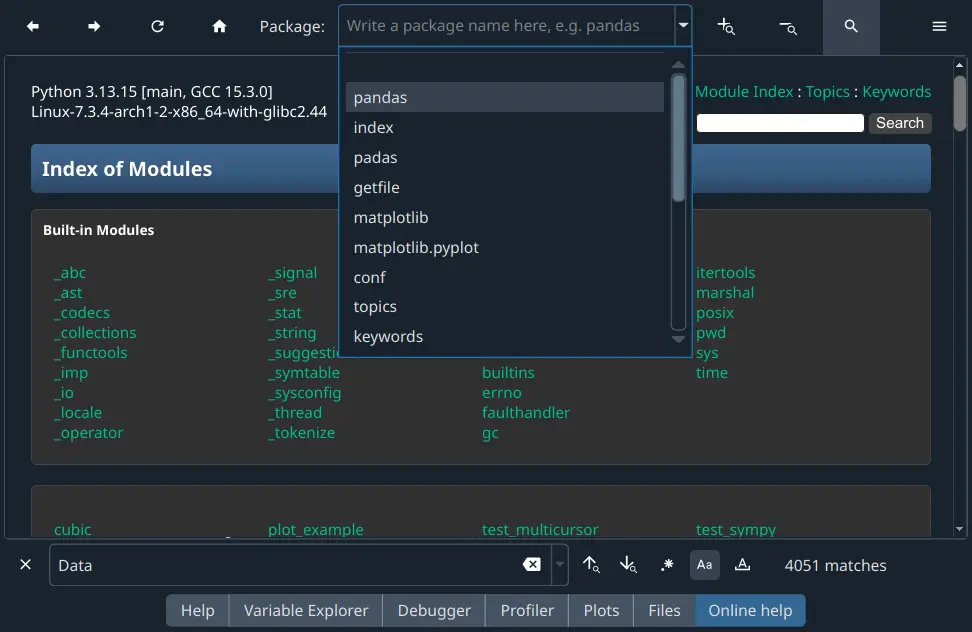 Package: Write a package name here, e.g. pandas
Python 3.13.15 [main, GCC 15.3.0]
Linux-7.3.4-arch1-2-x86_64-with-glibc2.44
Module Index : Topics : Keywords
Search
pandas
index
padas
getfile
matplotlib
matplotlib.pyplot
conf
topics
keywords
Index of Modules
Built-in Modules
_abc
_ast
_codecs
_collections
_functools
_imp
_io
_locale
_operator
_signal
_sre
_stat
_string
_suggesti
_symtable
_sysconfig
_thread
_tokenize
builtins
errno
faulthandler
gc
itertools
marshal
posix
pwd
sys
time
cubic plot_example test_multicursor test_sympy
Data .* Aa A 4051 matches
Help Variable Explorer Debugger Profiler Plots Files Online help